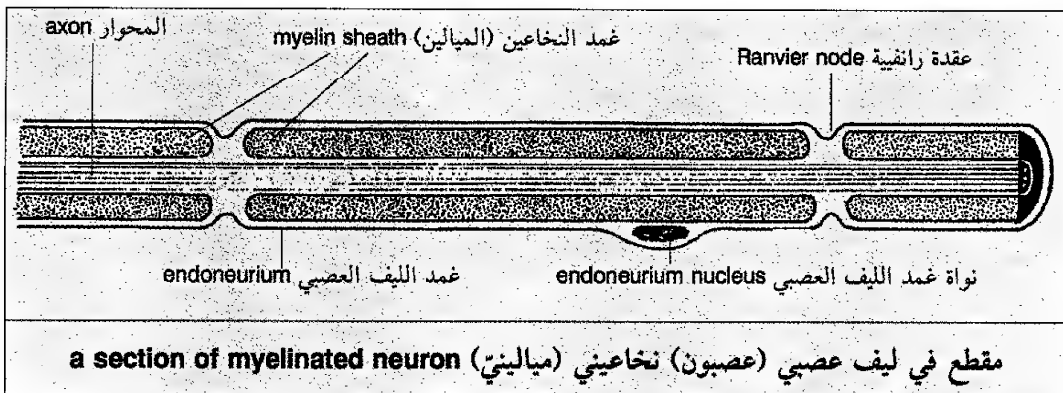 axon المحوار
myelin sheath (الميالين) غمد النخاعين
Ranvier node عقدة رانفيية
endoneurium غمد الليف العصبي
endoneurium nucleus نواة غمد الليف العصبي
a section of myelinated neuron مقطع في ليف عصبي (عصبون) نخاعيني (ميالينيّ)